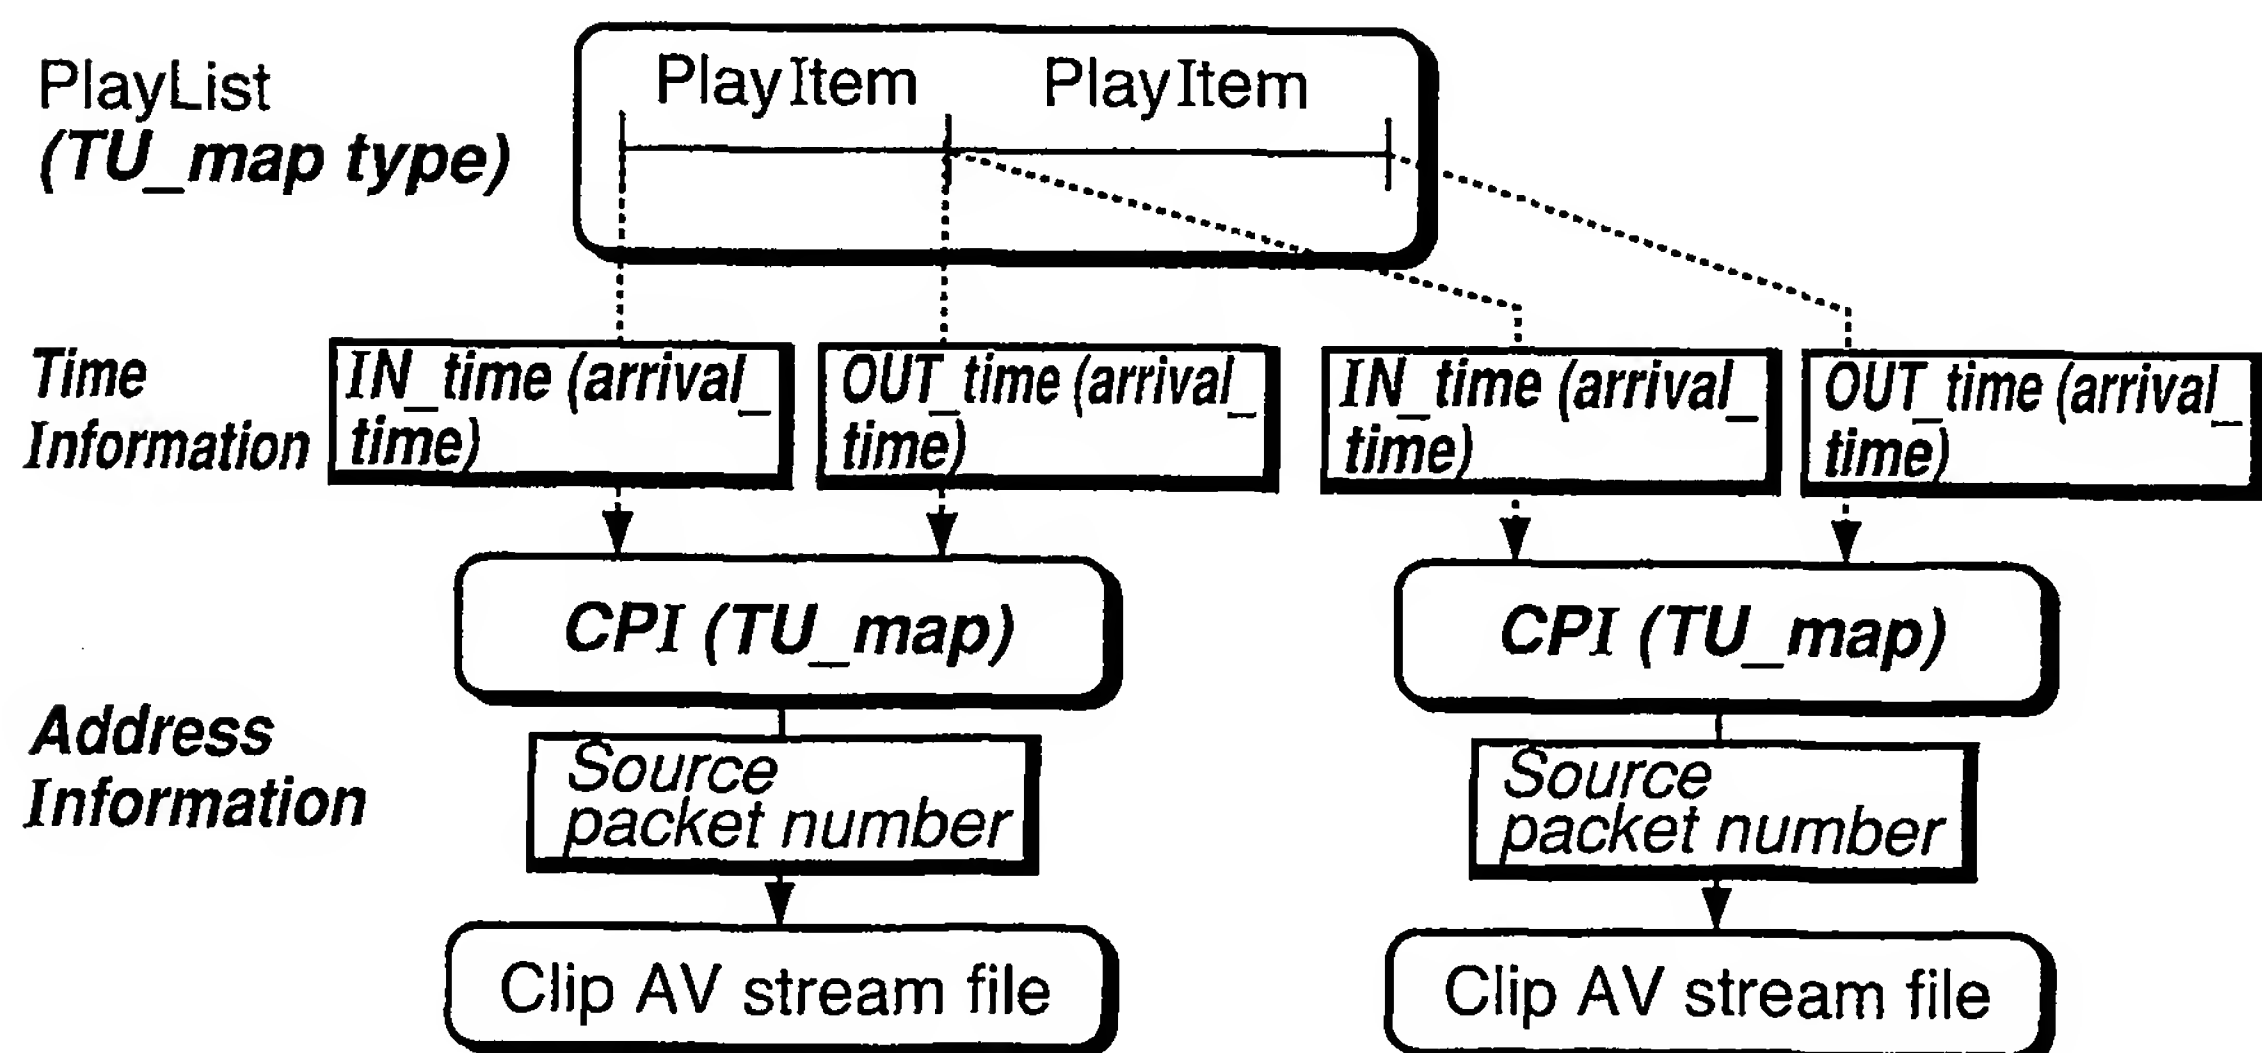 PlayList
(TU_map type)
PlayItem
PlayItem
Time
Information
IN_time (arrival_
time)
OUT_time (arrival_
time)
IN_time (arrival_
time)
OUT_time (arrival_
time)
CPI (TU_map)
CPI (TU_map)
Address
Information
Source
packet number
Source
packet number
Clip AV stream file
Clip AV stream file